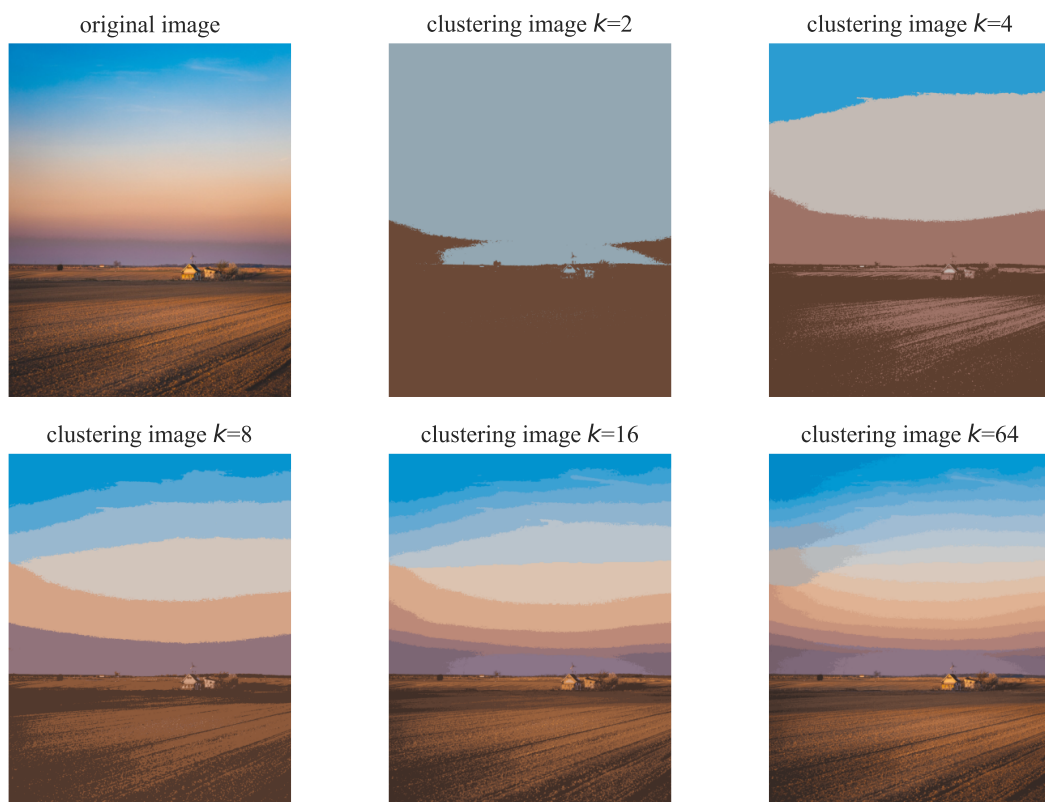 original image
clustering image k=2
clustering image k=4
clustering image k=8
clustering image k=16
clustering image k=64